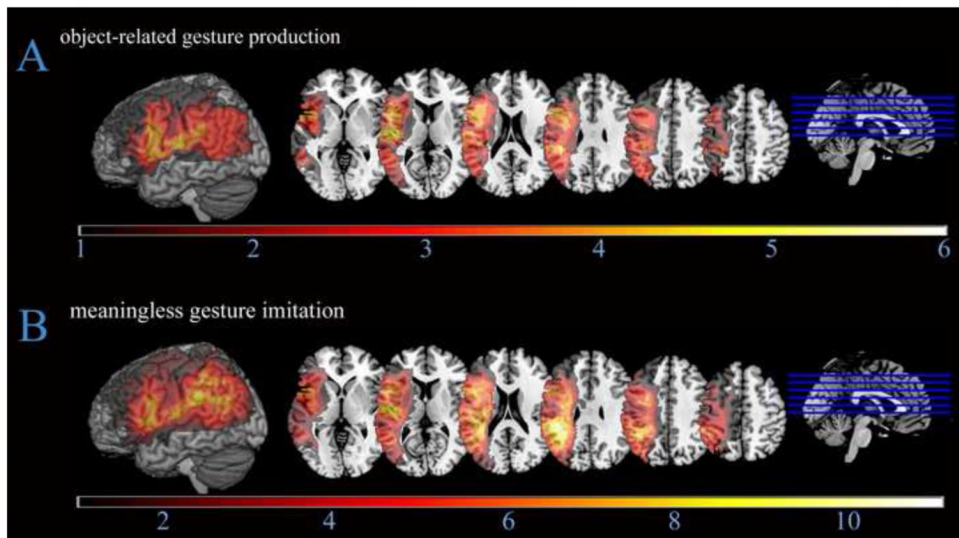 A object-related gesture production
1 2 3 4 5 6
B meaningless gesture imitation
2 4 6 8 10